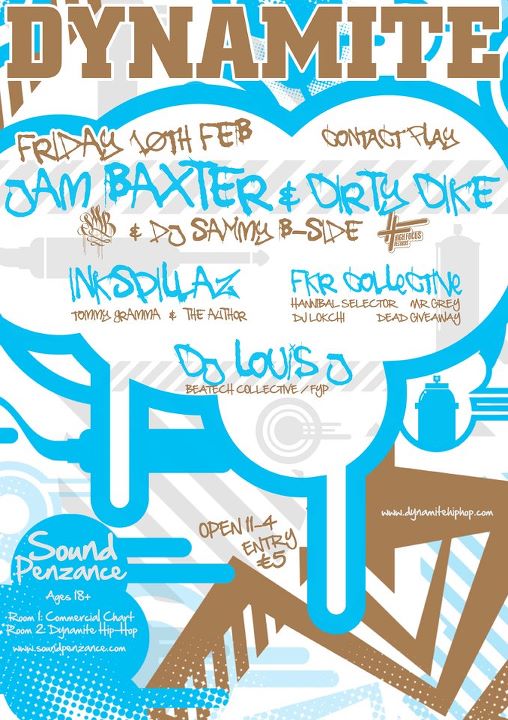 DYNAMITE
FRIDAY 10TH FEB
CONTACT PLAY
JAM BAXTER & DIRTY DIKE
& DJ SAMMY B-SIDE
HIGH FOCUS
RECORDS
INKSPILLAZ
TOMMY GRAMMA & THE AUTHOR
FKR COLLECTIVE
HANNIBAL SELECTOR MR GREY
DJ LOKCHI DEAD GIVEAWAY
DJ LOUIS J
BEATECH COLLECTIVE / FYP
www.dynamitehiphop.com
OPEN 11-4
ENTRY
£5
Sound
Penzance
Ages 18+
Room 1: Commercial Chart
Room 2: Dynamite Hip-Hop
www.soundpenzance.com